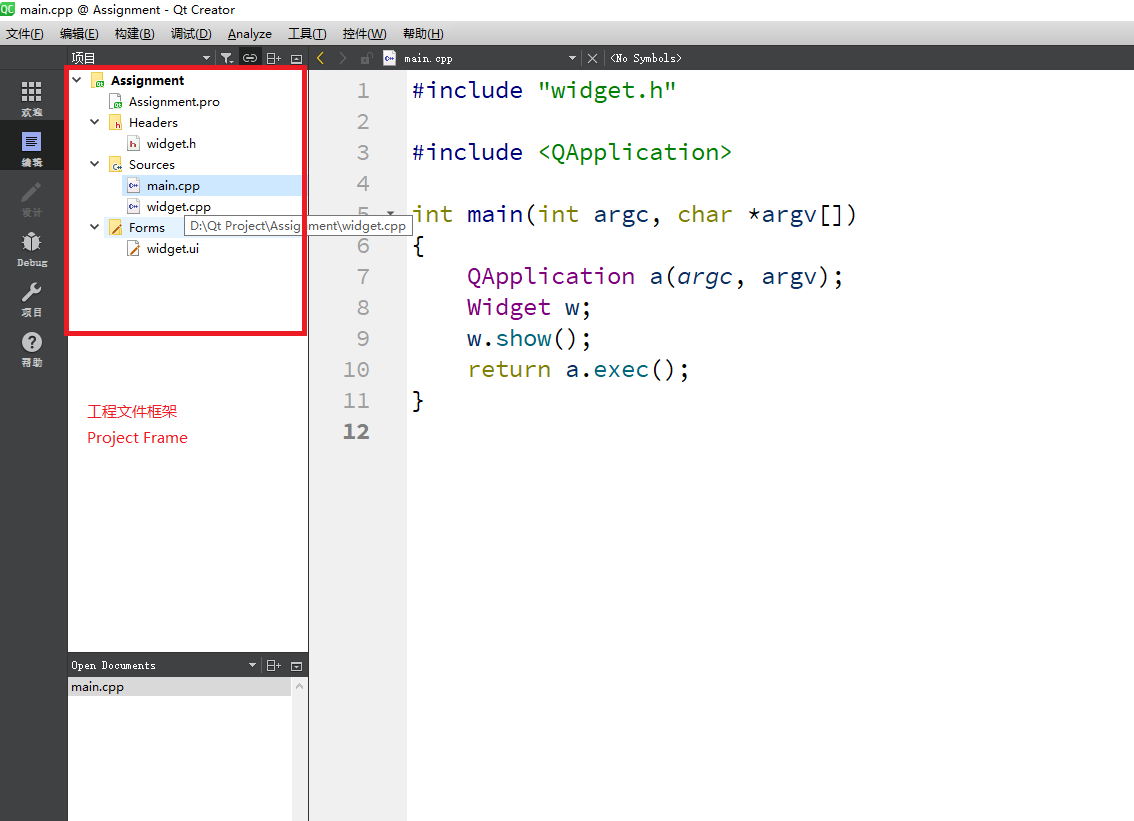 main.cpp @ Assignment - Qt Creator
文件(F) 编辑(E) 构建(B) 调试(D) Analyze 工具(T) 控件(W) 帮助(H)
项目
main.cpp
<No Symbols>
欢迎
编辑
设计
Debug
项目
帮助
Assignment
Assignment.pro
Headers
widget.h
Sources
main.cpp
widget.cpp
Forms
D:\Qt Project\Assignment\widget.cpp
widget.ui
工程文件框架
Project Frame
Open Documents
main.cpp
1 #include "widget.h"
2
3 #include <QApplication>
4
5 int main(int argc, char *argv[])
6 {
7 QApplication a(argc, argv);
8 Widget w;
9 w.show();
10 return a.exec();
11 }
12